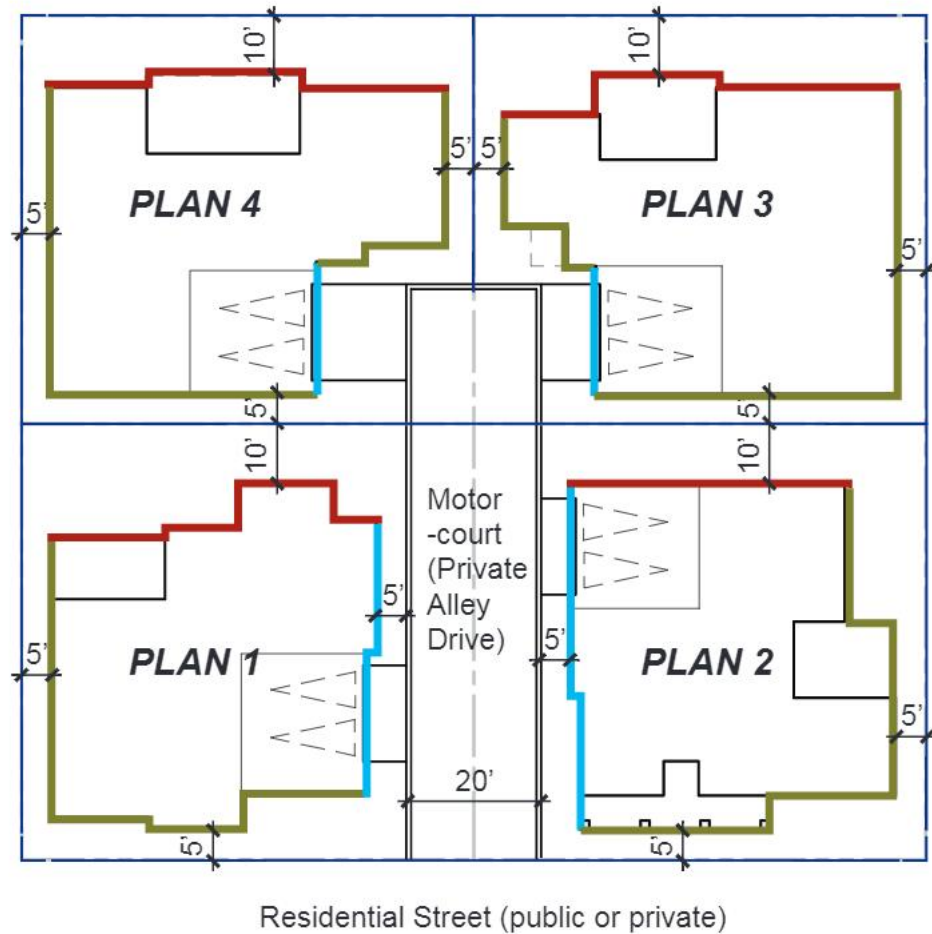 10’
10’
5’
5’
PLAN 4
PLAN 3
5’
5’
5’
5’
10’
10’
Motor
-court
(Private
Alley
Drive)
5’
5’
5’
PLAN 1
PLAN 2
5’
20’
5’
5’
Residential Street (public or private)